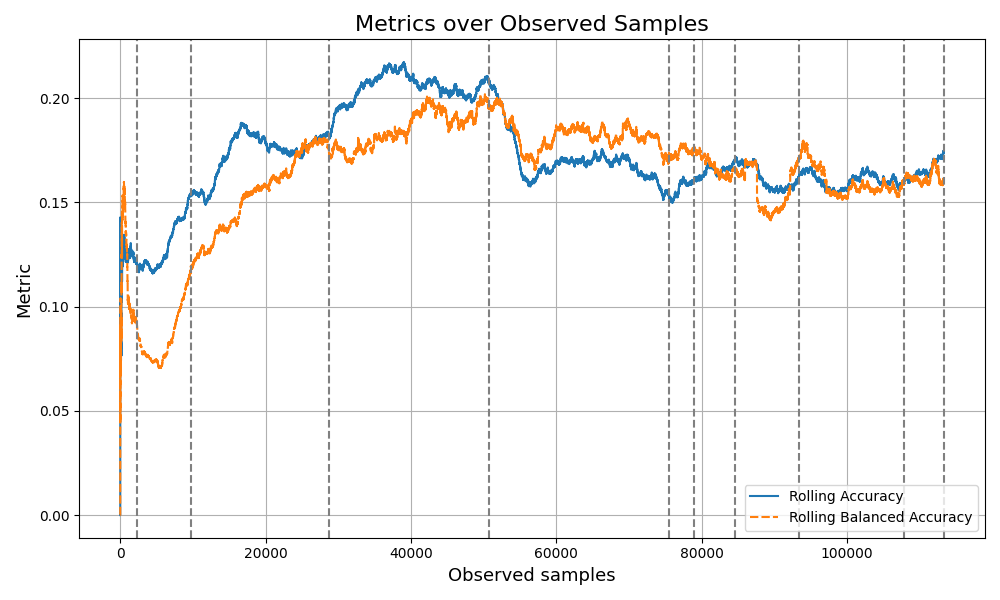 Metrics over Observed Samples
Metric
0.20
0.15
0.10
0.05
0.00
0 20000 40000 60000 80000 100000
Observed samples
Rolling Accuracy
Rolling Balanced Accuracy